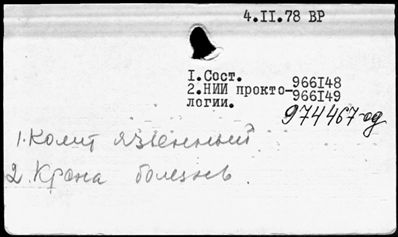 4.II.78 ВР
I.Сост. 966I48
2.НИИ прокто-966I49
логии.
974467-од
1.Колит язвенный
2.Крона болезнь.